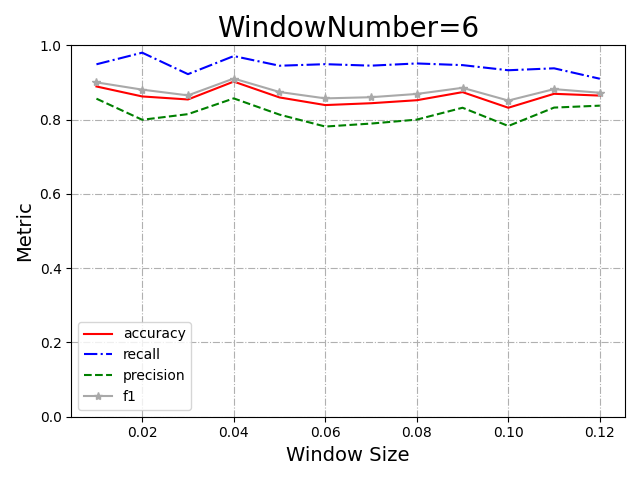 WindowNumber=6
1.0
0.8
0.6
0.4
0.2
0.0
Metric
accuracy
recall
precision
f1
0.02 0.04 0.06 0.08 0.10 0.12
Window Size